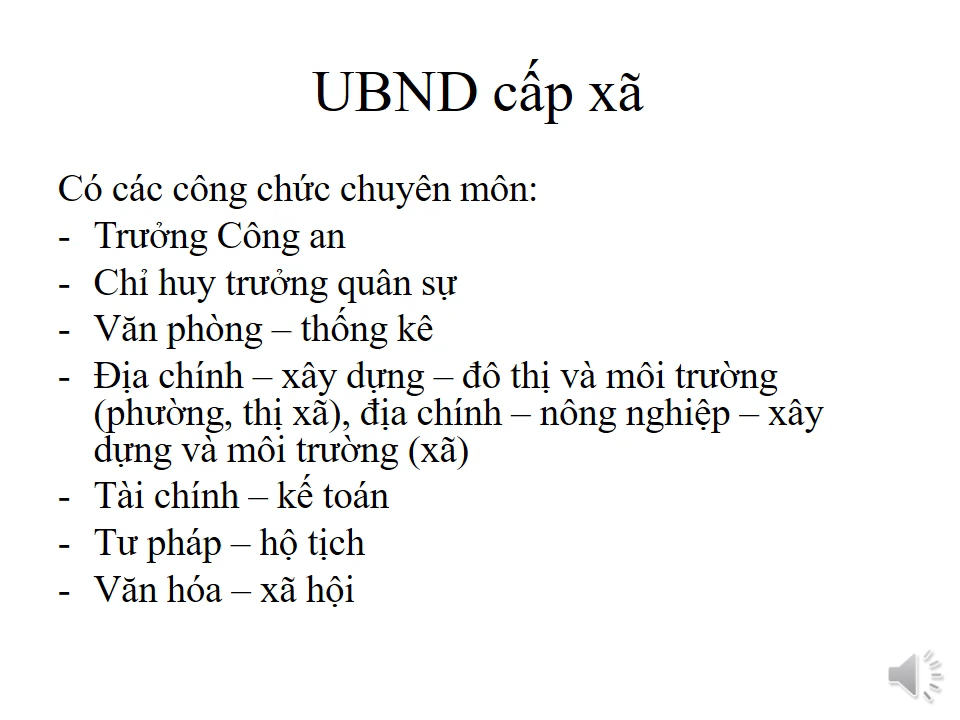 UBND cấp xã
Có các công chức chuyên môn:
- Trưởng Công an
- Chỉ huy trưởng quân sự
- Văn phòng – thống kê
- Địa chính – xây dựng – đô thị và môi trường
(phường, thị xã), địa chính – nông nghiệp – xây
dựng và môi trường (xã)
- Tài chính – kế toán
- Tư pháp – hộ tịch
- Văn hóa – xã hội